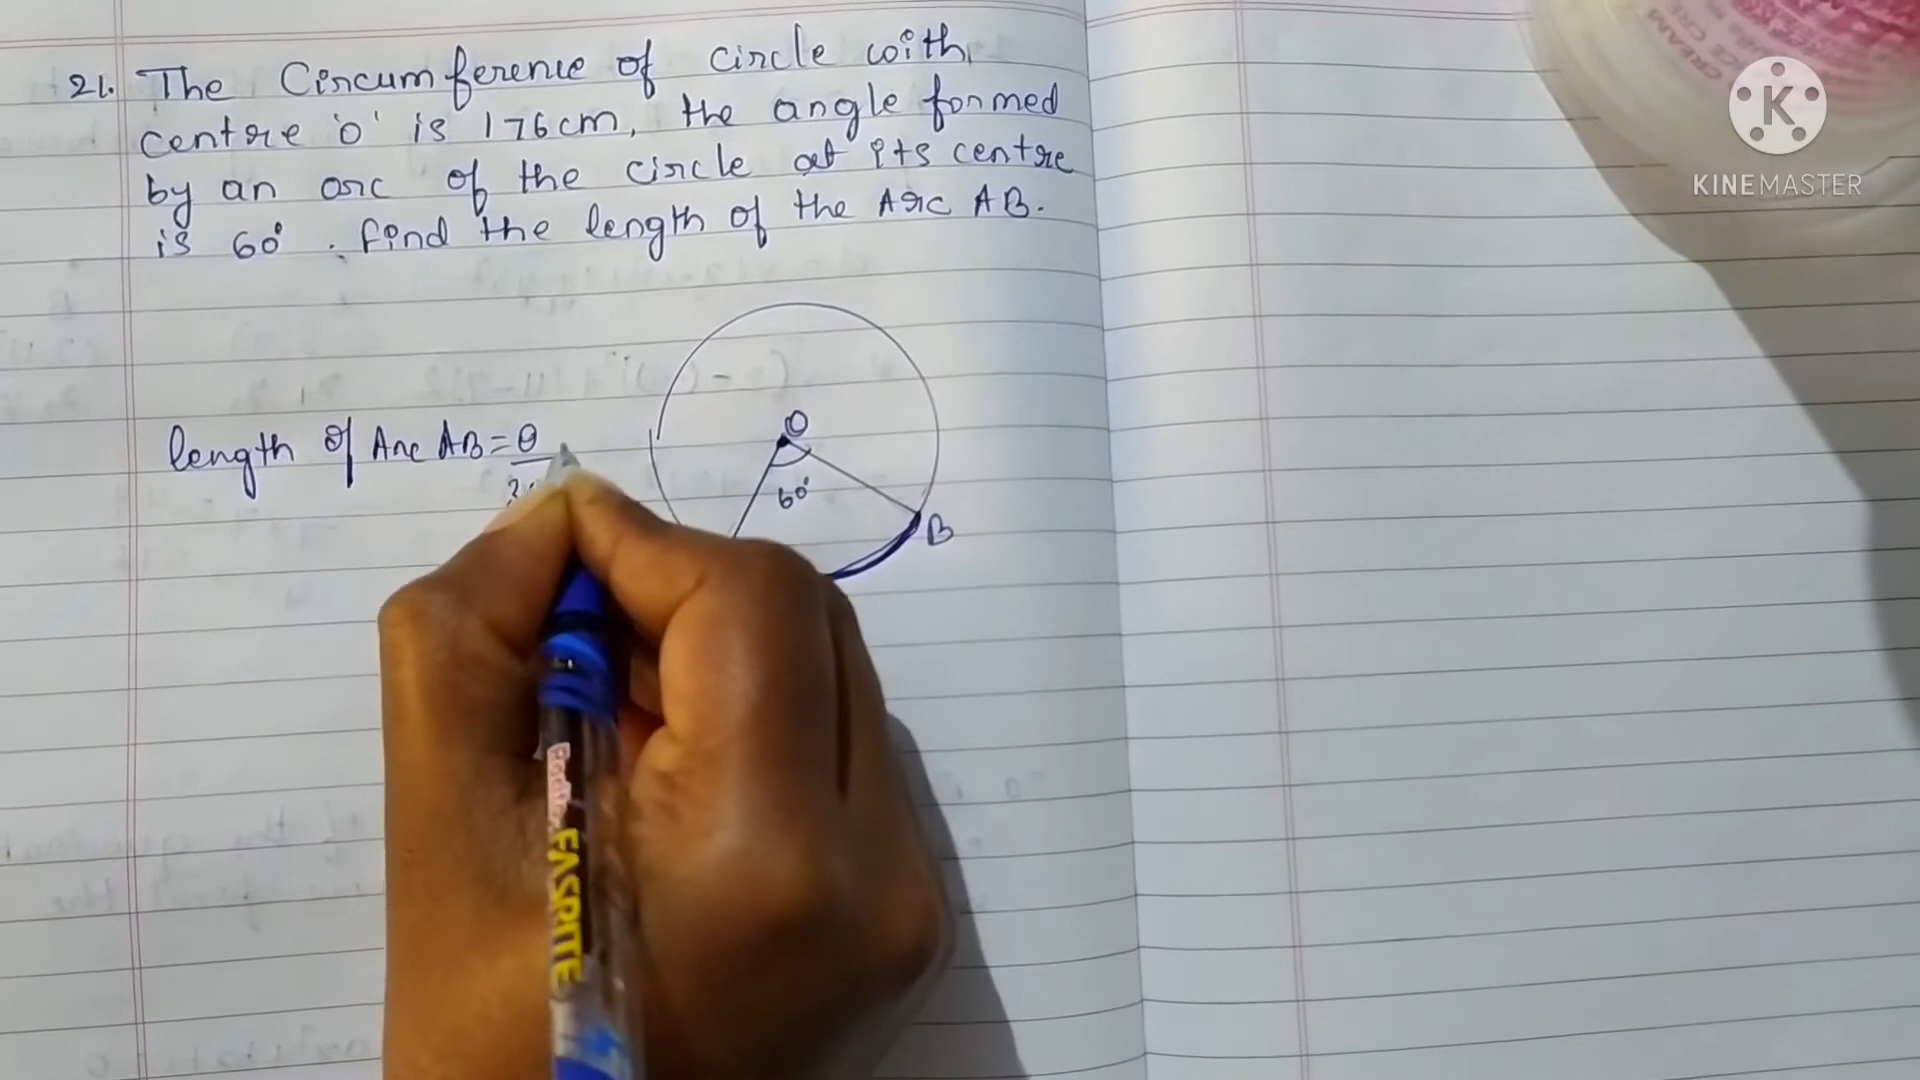 21. The Circumference of circle with
centre 'O' is 176cm, the angle formed
by an arc of the circle at its centre
is 60° . Find the length of the Arc AB.
length of Arc AB = θ
O
60°
B
K
KINEMASTER
FASRITE